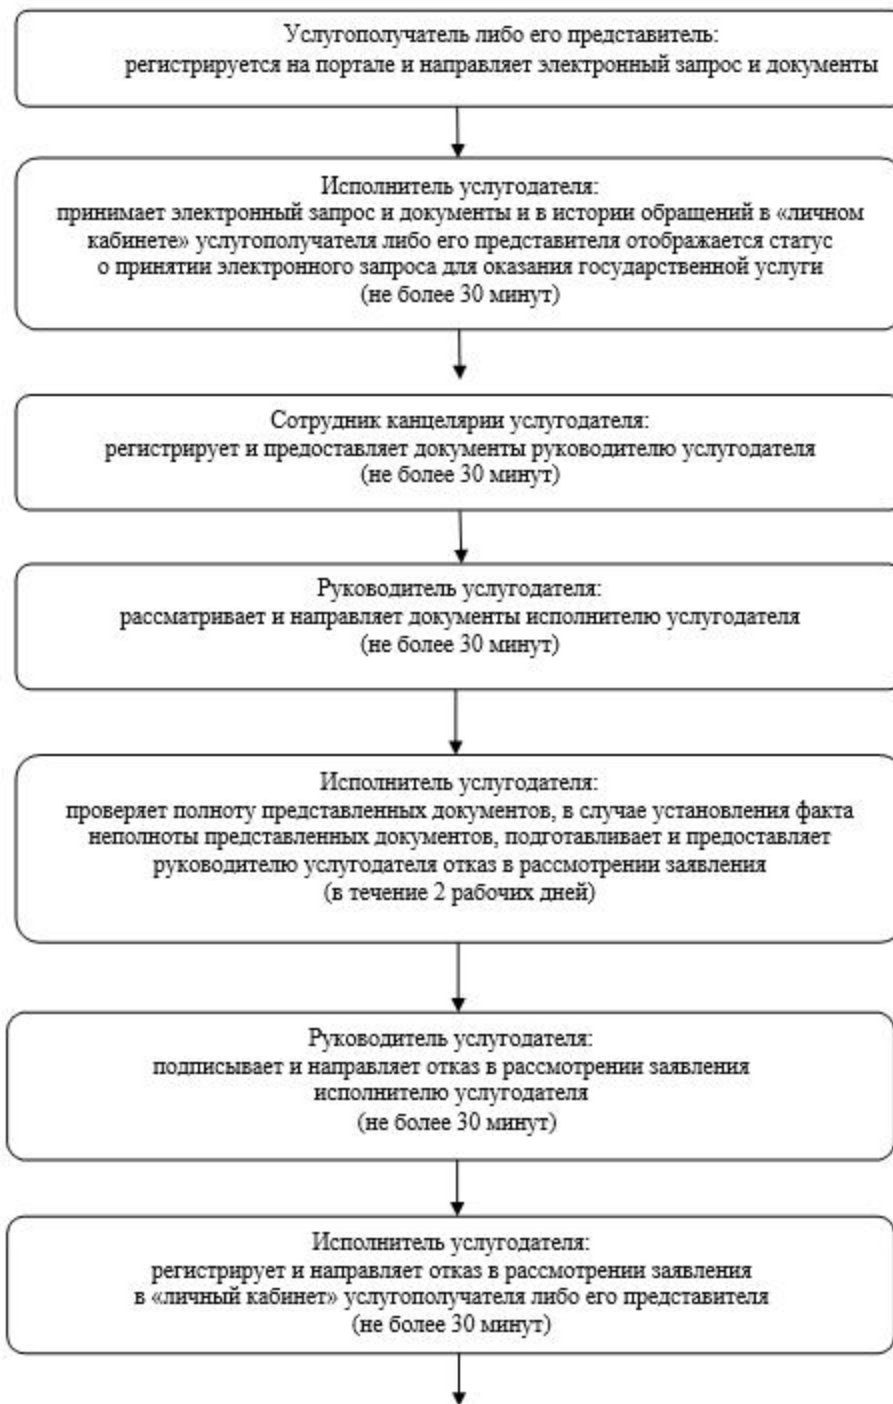 Услугополучатель либо его представитель:
регистрируется на портале и направляет электронный запрос и документы
Исполнитель услугодателя:
принимает электронный запрос и документы и в истории обращений в «личном
кабинете» услугополучателя либо его представителя отображается статус
о принятии электронного запроса для оказания государственной услуги
(не более 30 минут)
Сотрудник канцелярии услугодателя:
регистрирует и предоставляет документы руководителю услугодателя
(не более 30 минут)
Руководитель услугодателя:
рассматривает и направляет документы исполнителю услугодателя
(не более 30 минут)
Исполнитель услугодателя:
проверяет полноту представленных документов, в случае установления факта
неполноты представленных документов, подготавливает и предоставляет
руководителю услугодателя отказ в рассмотрении заявления
(в течение 2 рабочих дней)
Руководитель услугодателя:
подписывает и направляет отказ в рассмотрении заявления
исполнителю услугодателя
(не более 30 минут)
Исполнитель услугодателя:
регистрирует и направляет отказ в рассмотрении заявления
в «личный кабинет» услугополучателя либо его представителя
(не более 30 минут)